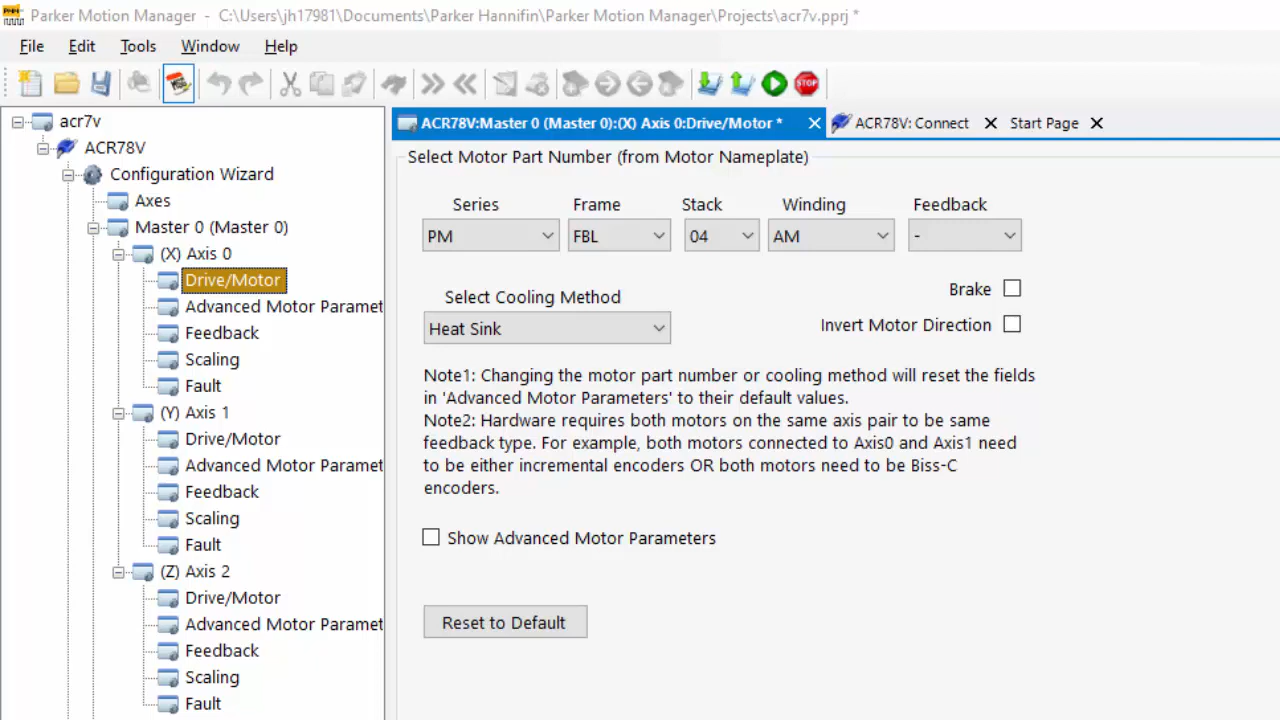 Parker Motion Manager - C:\Users\jh17981\Documents\Parker Hannifin\Parker Motion Manager\Projects\acr7v.pprj *
File Edit Tools Window Help
STOP
acr7v
ACR78V
Configuration Wizard
Axes
Master 0 (Master 0)
(X) Axis 0
Drive/Motor
Advanced Motor Paramet
Feedback
Scaling
Fault
(Y) Axis 1
Drive/Motor
Advanced Motor Paramet
Feedback
Scaling
Fault
(Z) Axis 2
Drive/Motor
Advanced Motor Paramet
Feedback
Scaling
Fault
ACR78V:Master 0 (Master 0):(X) Axis 0:Drive/Motor * ACR78V: Connect Start Page
Select Motor Part Number (from Motor Nameplate)
Series Frame Stack Winding Feedback
PM FBL 04 AM -
Select Cooling Method
Heat Sink
Brake
Invert Motor Direction
Note1: Changing the motor part number or cooling method will reset the fields
in 'Advanced Motor Parameters' to their default values.
Note2: Hardware requires both motors on the same axis pair to be same
feedback type. For example, both motors connected to Axis0 and Axis1 need
to be either incremental encoders OR both motors need to be Biss-C
encoders.
Show Advanced Motor Parameters
Reset to Default